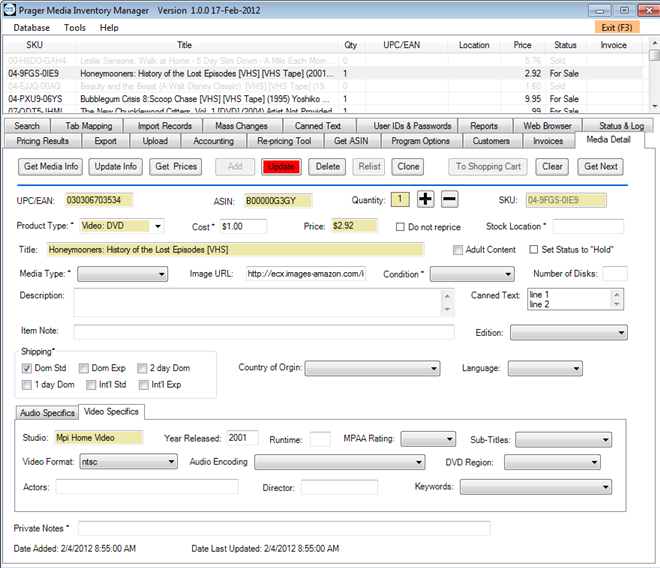 Prager Media Inventory Manager Version 1.0.0 17-Feb-2012
Database Tools Help Exit (F3)
SKU Title Qty UPC/EAN Location Price Status Invoice
00-H6DO-GAH4 Leslie Sansone: Walk at Home - 5 Day Slim Down - A Mile Each Morn... 0 5.76 Sold
04-9FGS-0IE9 Honeymooners: History of the Lost Episodes [VHS] [VHS Tape] (2001... 1 2.92 For Sale
04-EJJQ-00AQ Beauty and the Beast (A Walt Disney Classic) [VHS] [VHS Tape] (19... 0 1.60 Sold
04-PXU9-06YS Bubblegum Crisis 8:Scoop Chase [VHS] [VHS Tape] (1995) Yoshiko ... 1 9.95 For Sale
The New Chucklewood Critters, Vol. 1 [DVD] (2004) Artist Not Provided 1 99 For Sale
Search Tab Mapping Import Records Mass Changes Canned Text User IDs & Passwords Reports Web Browser Status & Log
Pricing Results Export Upload Accounting Re-pricing Tool Get ASIN Program Options Customers Invoices Media Detail
Get Media Info Update Info Get Prices Add Update Delete Relist Clone To Shopping Cart Clear Get Next
UPC/EAN: 030306703534 ASIN: B00000G3GY Quantity: 1 SKU: 04-9FGS-0IE9
Product Type: * Video: DVD Cost * $1.00 Price: $2.92 Do not reprice Stock Location *
Title: Honeymooners: History of the Lost Episodes [VHS] Adult Content Set Status to "Hold"
Media Type: * Image URL: http://ecx.images-amazon.com/i Condition * Number of Disks:
Description: Canned Text: line 1
line 2
Item Note: Edition:
Shipping*
Dom Std Dom Exp 2 day Dom Country of Orgin: Language:
1 day Dom Int'l Std Int'l Exp
Audio Specifics Video Specifics
Studio: Mpi Home Video Year Released: 2001 Runtime: MPAA Rating: Sub-Titles:
Video Format: ntsc Audio Encoding DVD Region:
Actors: Director: Keywords:
Private Notes *
Date Added: 2/4/2012 8:55:00 AM Date Last Updated: 2/4/2012 8:55:00 AM